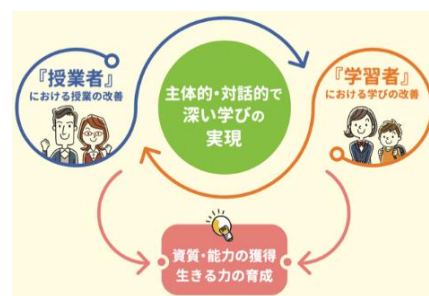 『授業者』
における授業の改善
主体的・対話的で
深い学びの
実現
『学習者』
における学びの改善
資質・能力の獲得
生きる力の育成